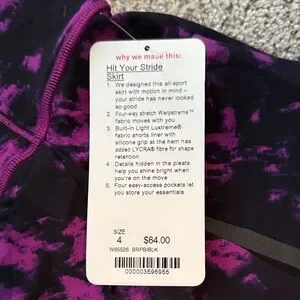 why we made this:
Hit Your Stride
Skirt
1. We designed this all-sport
skirt with motion in mind –
your stride has never looked
so good
2. Four-way stretch Warpstreme™
fabric moves with you
3. Built-in Light Luxtreme®
fabric shorts liner with
silicone grip at the hem has
added LYCRA® fibre for shape
retention
4. Details hidden in the pleats
help you shine bright when
you're on the move
5. Four easy-access pockets let
you store your essentials
SIZE
4 $64.00
W8552S BRPB/BLK
000003696966